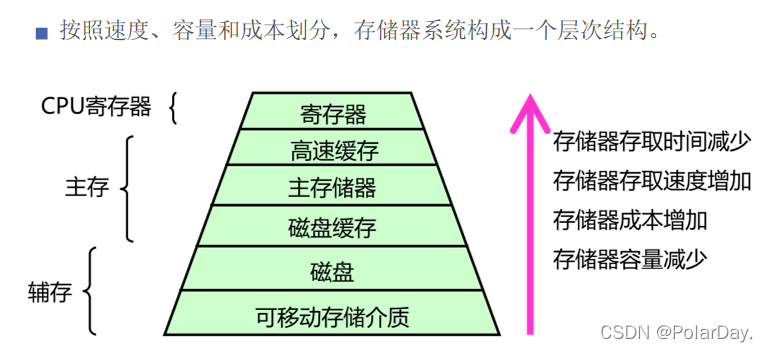 按照速度、容量和成本划分，存储器系统构成一个层次结构。
CPU寄存器
寄存器
高速缓存
主存
主存储器
磁盘缓存
辅存
磁盘
可移动存储介质
存储器存取时间减少
存储器存取速度增加
存储器成本增加
存储器容量减少
CSDN @PolarDay.